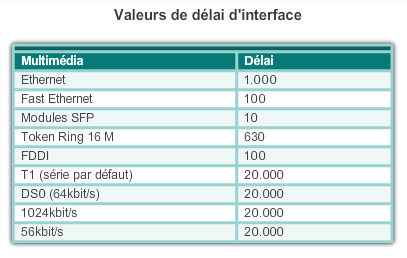 Valeurs de délai d'interface
Multimédia Délai
Ethernet 1.000
Fast Ethernet 100
Modules SFP 10
Token Ring 16 M 630
FDDI 100
T1 (série par défaut) 20.000
DS0 (64kbit/s) 20.000
1024kbit/s 20.000
56kbit/s 20.000